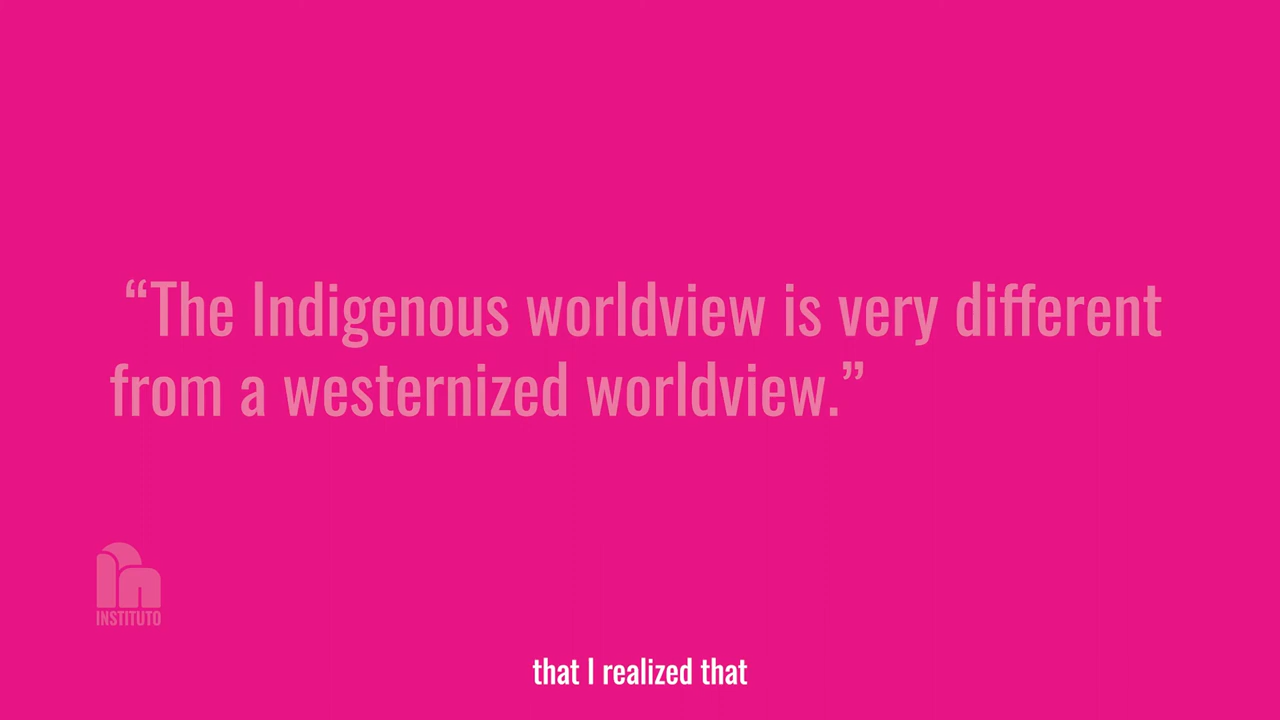 “The Indigenous worldview is very different
from a westernized worldview.”
INSTITUTO
that I realized that